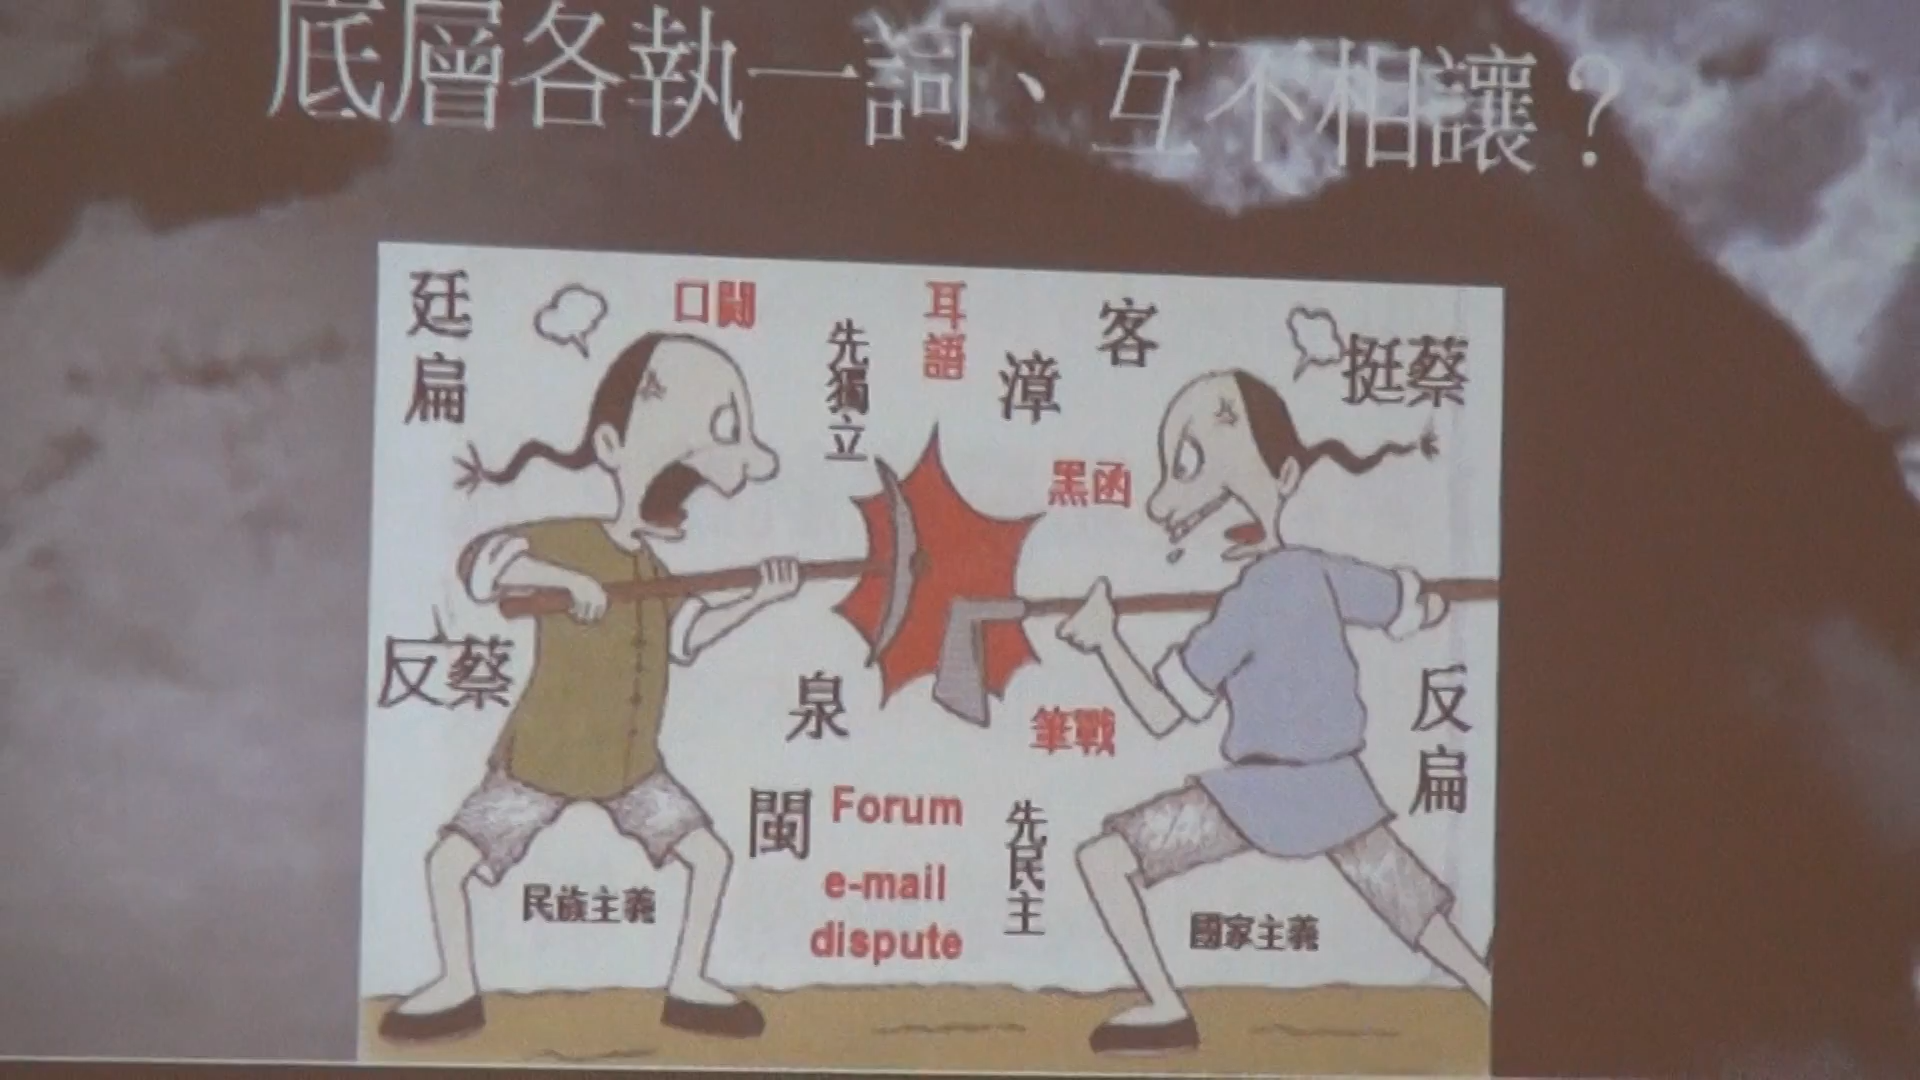 底層各執一詞、互不相讓？
廷扁
口鬪
先獨立
耳語
漳
客
挺蔡
黑函
反蔡
泉
筆戰
反扁
閩
Forum
e-mail
dispute
先民主
民族主義
國家主義